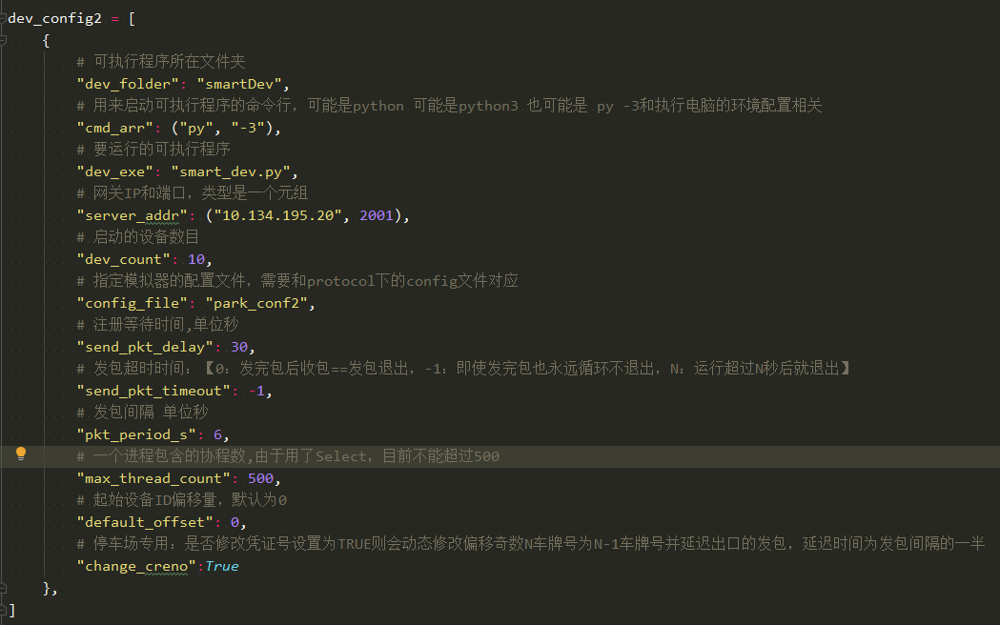 dev_config2 = [
{
# 可执行程序所在文件夹
"dev_folder": "smartDev",
# 用来启动可执行程序的命令行，可能是python 可能是python3 也可能是 py -3和执行电脑的环境配置相关
"cmd_arr": ("py", "-3"),
# 要运行的可执行程序
"dev_exe": "smart_dev.py",
# 网关IP和端口，类型是一个元组
"server_addr": ("10.134.195.20", 2001),
# 启动的设备数目
"dev_count": 10,
# 指定模拟器的配置文件，需要和protocol下的config文件对应
"config_file": "park_conf2",
# 注册等待时间,单位秒
"send_pkt_delay": 30,
# 发包超时时间：【0：发完包后收包==发包退出，-1：即使发完包也永远循环不退出，N：运行超过N秒后就退出】
"send_pkt_timeout": -1,
# 发包间隔 单位秒
"pkt_period_s": 6,
# 一个进程包含的协程数,由于用了Select，目前不能超过500
"max_thread_count": 500,
# 起始设备ID偏移量，默认为0
"default_offset": 0,
# 停车场专用：是否修改凭证号设置为TRUE则会动态修改偏移奇数N车牌号为N-1车牌号并延迟出口的发包，延迟时间为发包间隔的一半
"change_creno":True
},
]